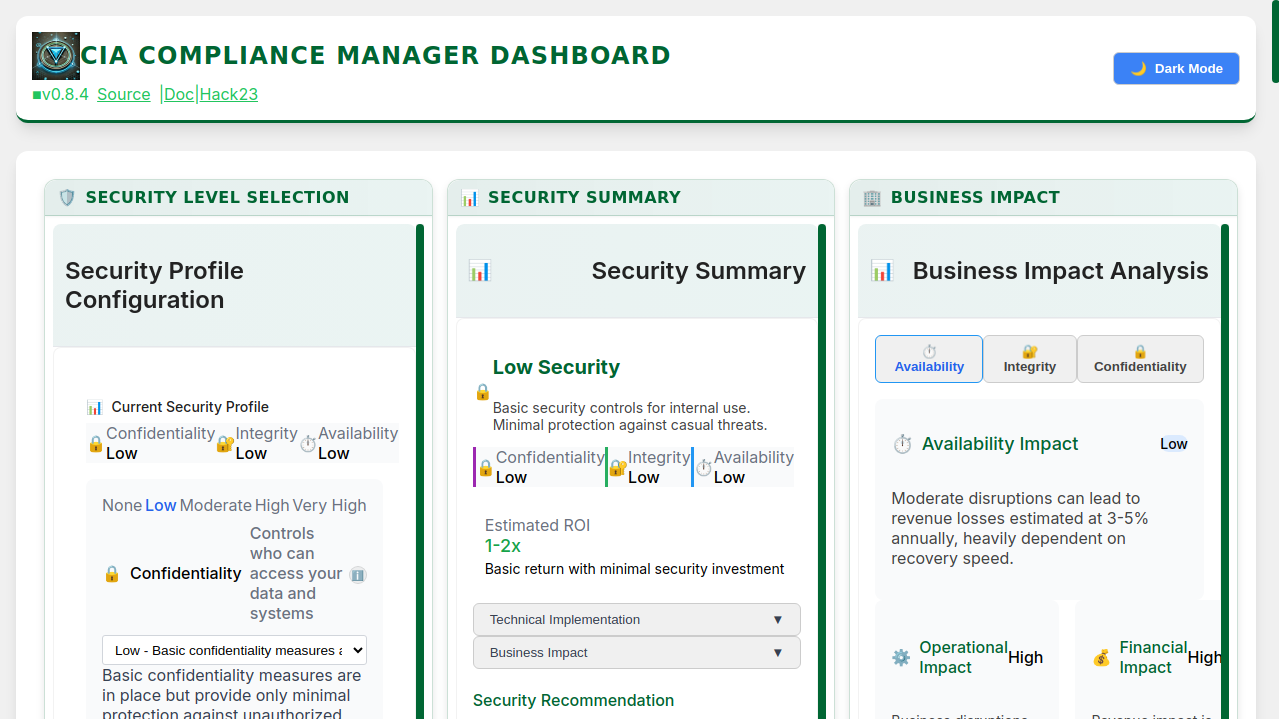 CIA COMPLIANCE MANAGER DASHBOARD
v0.8.4 Source |Doc|Hack23
Dark Mode
SECURITY LEVEL SELECTION
Security Profile
Configuration
Current Security Profile
Confidentiality Integrity Availability
Low Low Low
None Low Moderate High Very High
Confidentiality
Controls
who can
access your
data and
systems
Low - Basic confidentiality measures a
Basic confidentiality measures are
in place but provide only minimal
protection against unauthorized
SECURITY SUMMARY
Security Summary
Low Security
Basic security controls for internal use.
Minimal protection against casual threats.
Confidentiality Integrity Availability
Low Low Low
Estimated ROI
1-2x
Basic return with minimal security investment
Technical Implementation ▼
Business Impact ▼
Security Recommendation
BUSINESS IMPACT
Business Impact Analysis
Availability Integrity Confidentiality
Availability Impact Low
Moderate disruptions can lead to
revenue losses estimated at 3-5%
annually, heavily dependent on
recovery speed.
Operational
Impact
High
Financial
Impact
High
Business disruptions
Revenue impact is